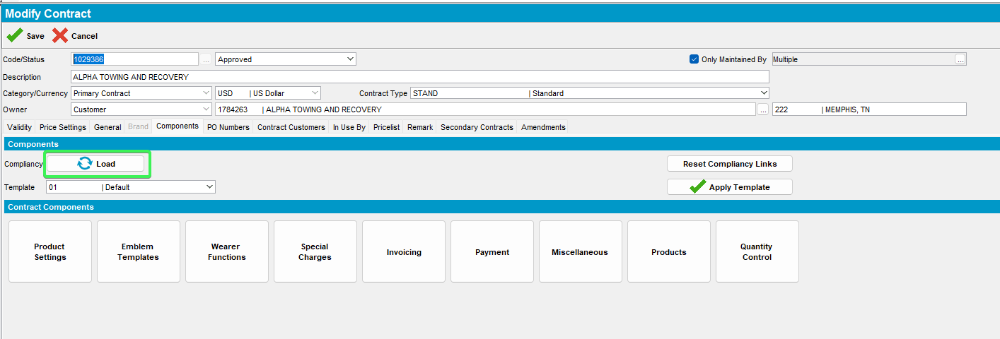 Modify Contract
Save Cancel
Code/Status 1029386 ... Approved Only Maintained By Multiple ...
Description ALPHA TOWING AND RECOVERY
Category/Currency Primary Contract USD | US Dollar Contract Type STAND | Standard
Owner Customer 1784263 | ALPHA TOWING AND RECOVERY ... 222 | MEMPHIS, TN
Validity Price Settings General Brand Components PO Numbers Contract Customers In Use By Pricelist Remark Secondary Contracts Amendments
Components
Compliancy Load Reset Compliancy Links
Template 01 | Default Apply Template
Contract Components
Product Settings
Emblem Templates
Wearer Functions
Special Charges
Invoicing
Payment
Miscellaneous
Products
Quantity Control